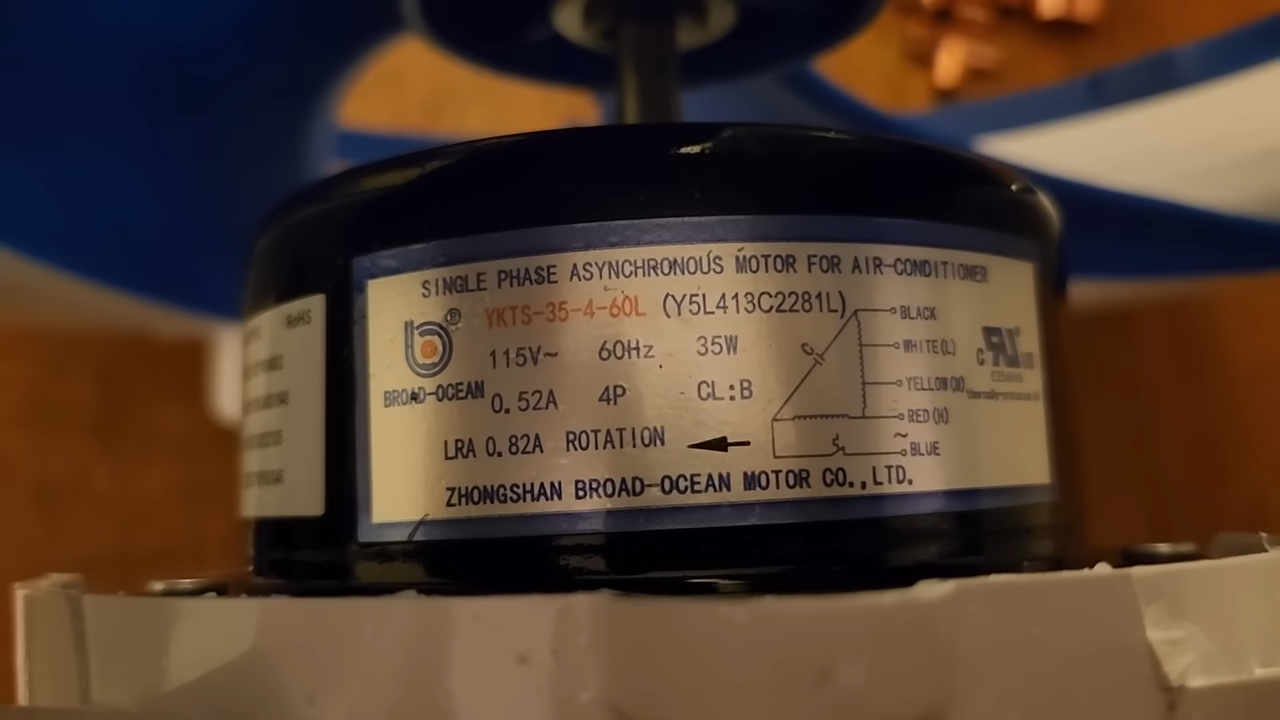 SINGLE PHASE ASYNCHRONOUS MOTOR FOR AIR-CONDITIONER
YKTS-35-4-60L (Y5L413C2281L)
®
BROAD-OCEAN
115V~ 60Hz 35W
0.52A 4P CL:B
LRA 0.82A ROTATION
C
BLACK
WHITE(L)
YELLOW(M)
RED(H)
~
BLUE
ZHONGSHAN BROAD-OCEAN MOTOR CO.,LTD.
RoHS